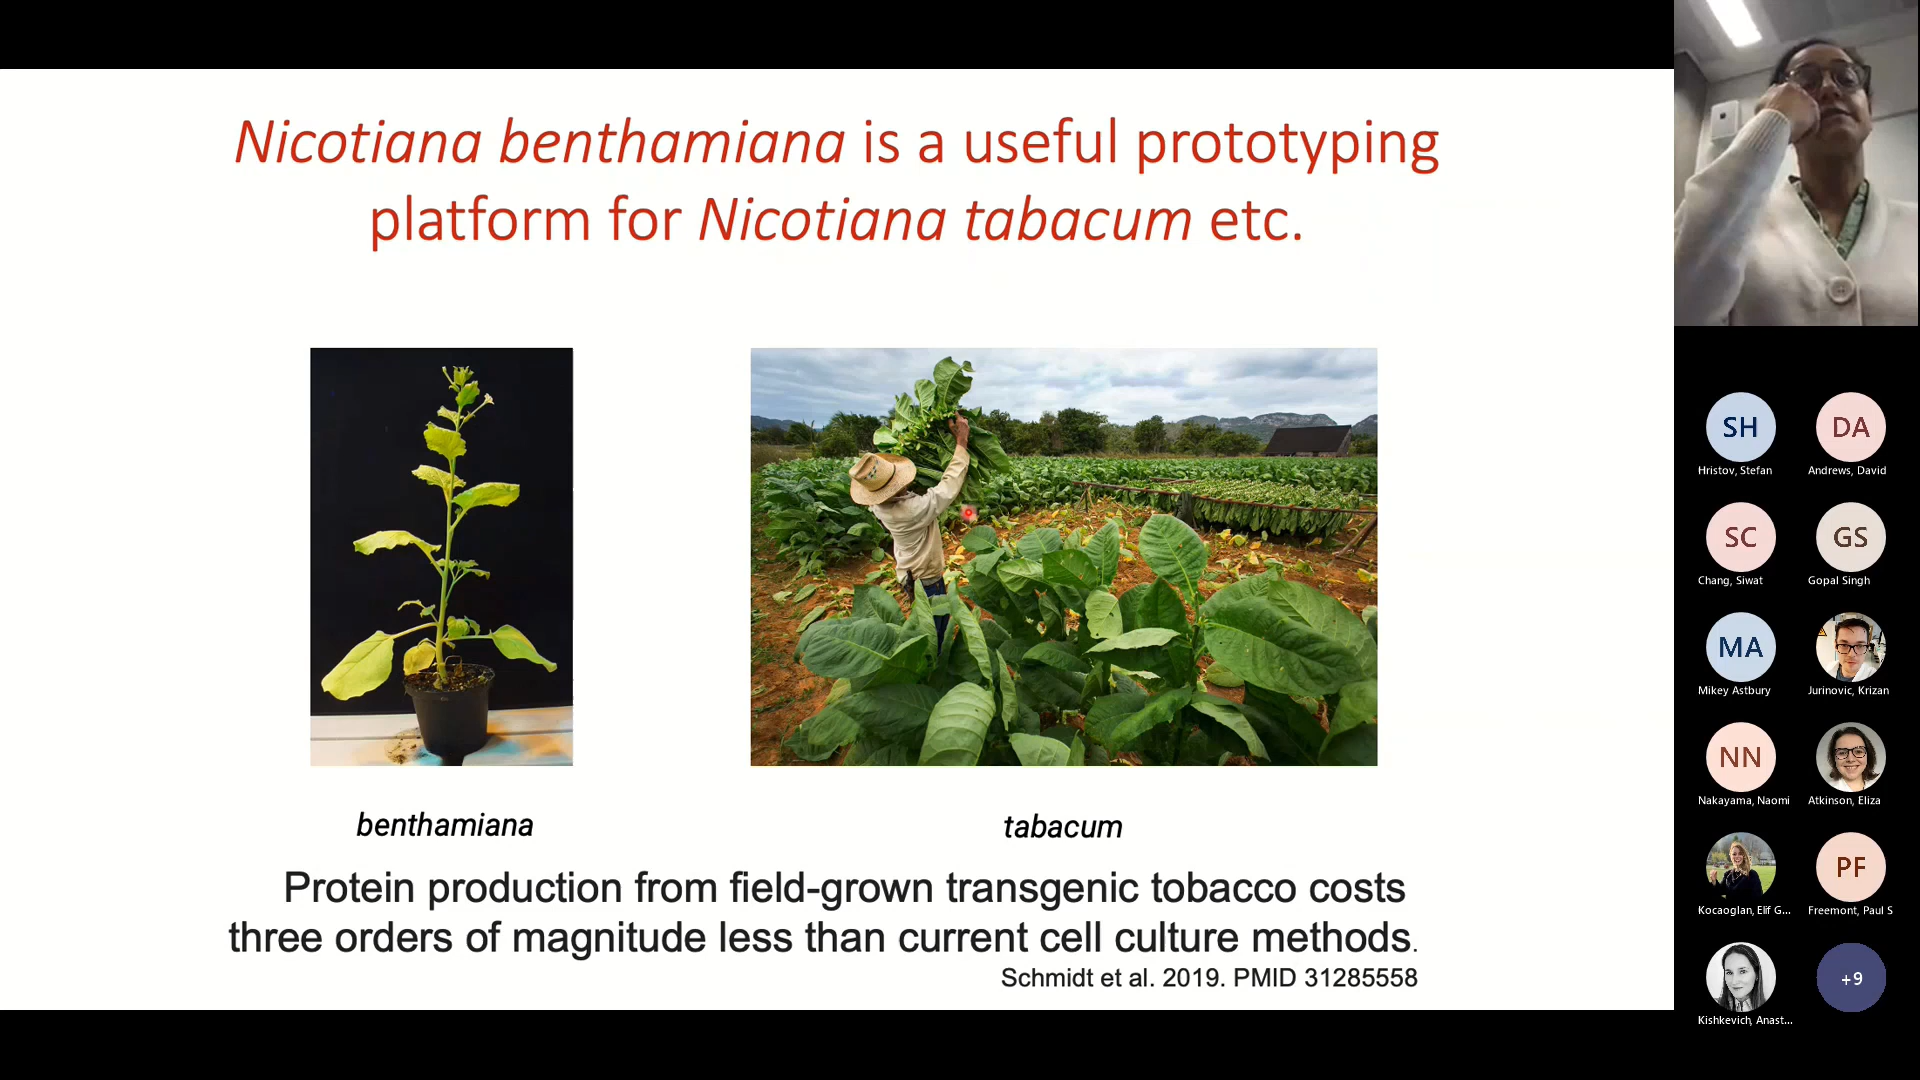 Nicotiana benthamiana is a useful prototyping
platform for Nicotiana tabacum etc.
benthamiana
tabacum
Protein production from field-grown transgenic tobacco costs
three orders of magnitude less than current cell culture methods.
Schmidt et al. 2019. PMID 31285558
SH
Hristov, Stefan
DA
Andrews, David
SC
Chang, Siwat
GS
Gopal Singh
MA
Mikey Astbury
Jurinovic, Krizan
NN
Nakayama, Naomi
Atkinson, Eliza
Kocaoglan, Elif G...
PF
Freemont, Paul S
Kishkevich, Anast...
+9